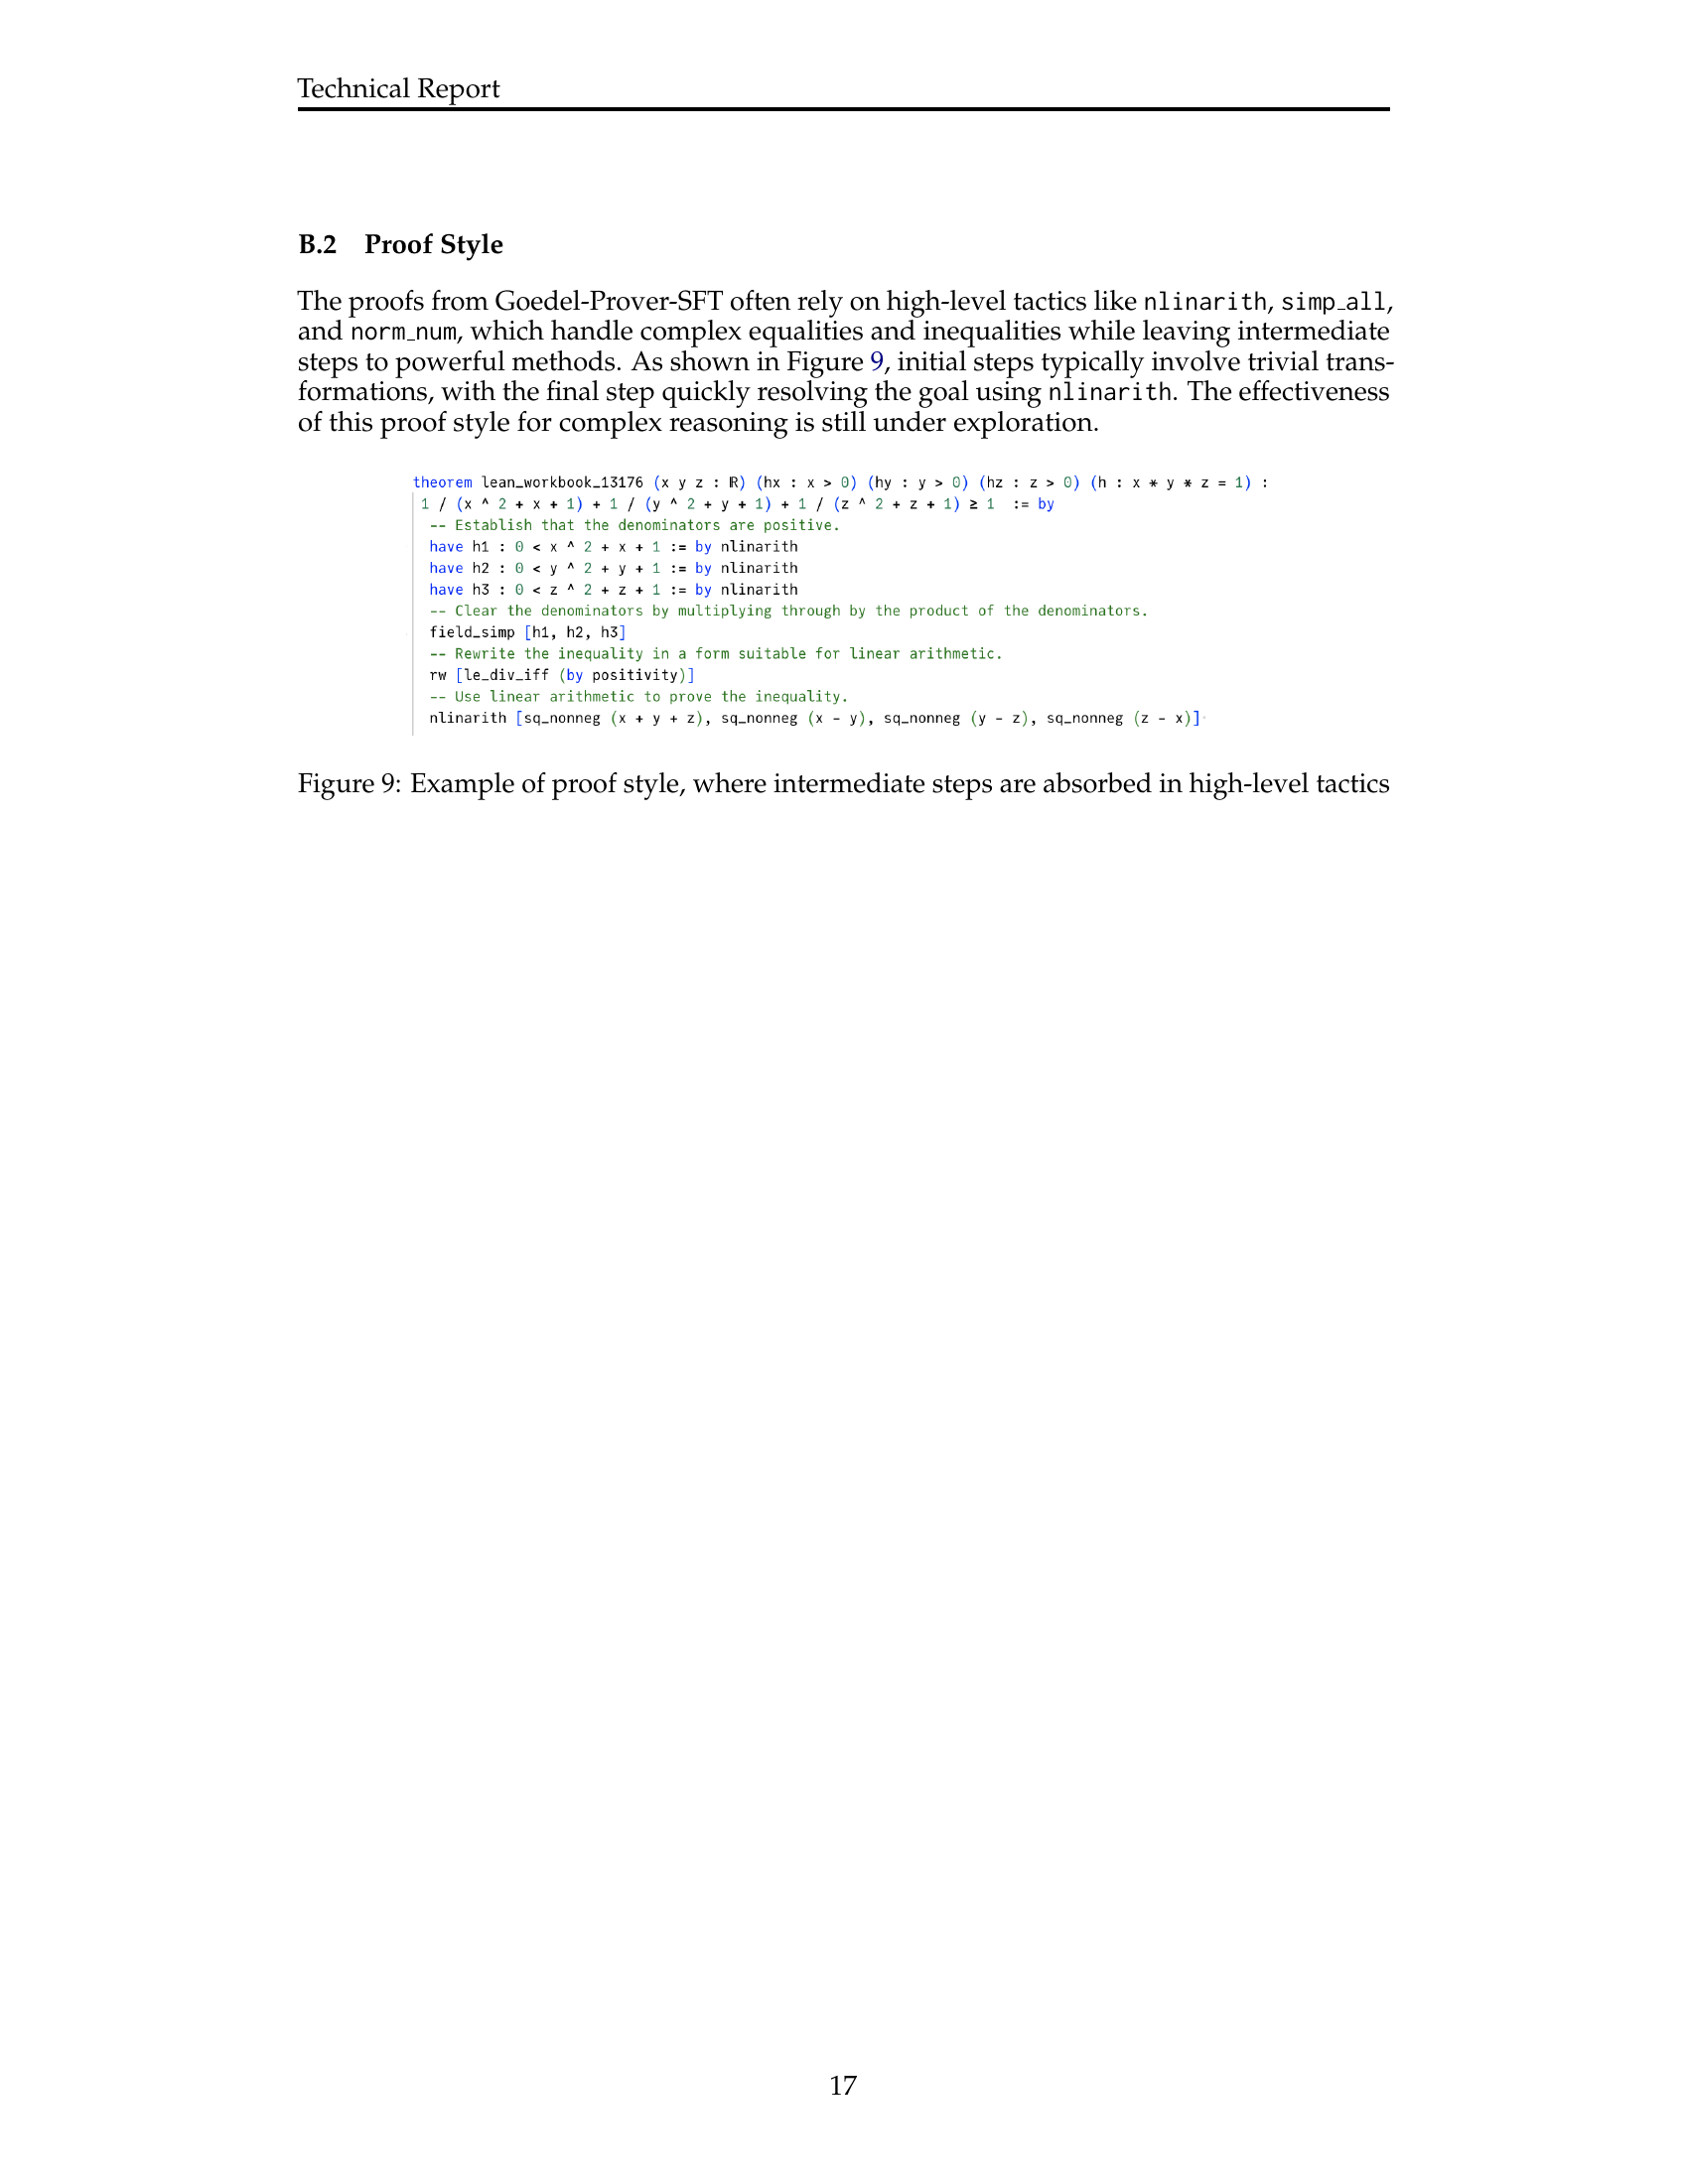 Technical Report
B.2 Proof Style
The proofs from Goedel-Prover-SFT often rely on high-level tactics like nlinarith, simp_all,
and norm_num, which handle complex equalities and inequalities while leaving intermediate
steps to powerful methods. As shown in Figure 9, initial steps typically involve trivial trans-
formations, with the final step quickly resolving the goal using nlinarith. The effectiveness
of this proof style for complex reasoning is still under exploration.
theorem lean_workbook_13176 (x y z : ℝ) (hx : x > 0) (hy : y > 0) (hz : z > 0) (h : x * y * z = 1) :
1 / (x ^ 2 + x + 1) + 1 / (y ^ 2 + y + 1) + 1 / (z ^ 2 + z + 1) ≥ 1 := by
-- Establish that the denominators are positive.
have h1 : 0 < x ^ 2 + x + 1 := by nlinarith
have h2 : 0 < y ^ 2 + y + 1 := by nlinarith
have h3 : 0 < z ^ 2 + z + 1 := by nlinarith
-- Clear the denominators by multiplying through by the product of the denominators.
field_simp [h1, h2, h3]
-- Rewrite the inequality in a form suitable for linear arithmetic.
rw [le_div_iff (by positivity)]
-- Use linear arithmetic to prove the inequality.
nlinarith [sq_nonneg (x + y + z), sq_nonneg (x - y), sq_nonneg (y - z), sq_nonneg (z - x)]
Figure 9: Example of proof style, where intermediate steps are absorbed in high-level tactics
17